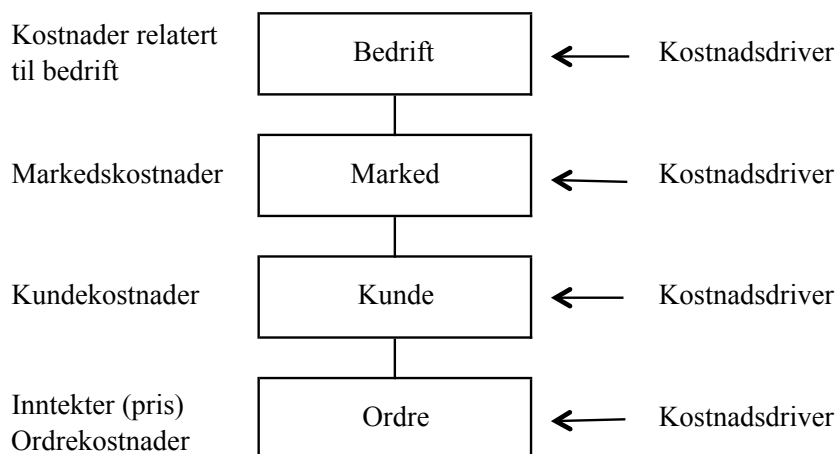 Kostnader relatert
til bedrift
Bedrift
Kostnadsdriver
Markedskostnader
Marked
Kostnadsdriver
Kundekostnader
Kunde
Kostnadsdriver
Inntekter (pris)
Ordrekostnader
Ordre
Kostnadsdriver